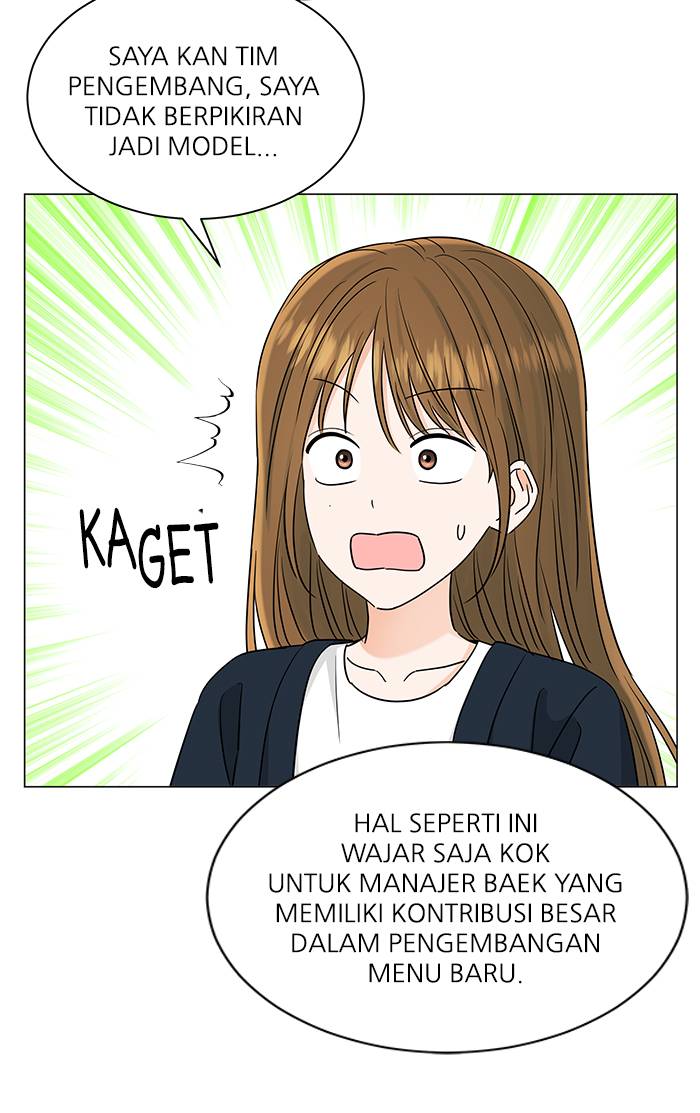 SAYA KAN TIM
PENGEMBANG, SAYA
TIDAK BERPIKIRAN
JADI MODEL...
KAGET
HAL SEPERTI INI
WAJAR SAJA KOK
UNTUK MANAJER BAEK YANG
MEMILIKI KONTRIBUSI BESAR
DALAM PENGEMBANGAN
MENU BARU.